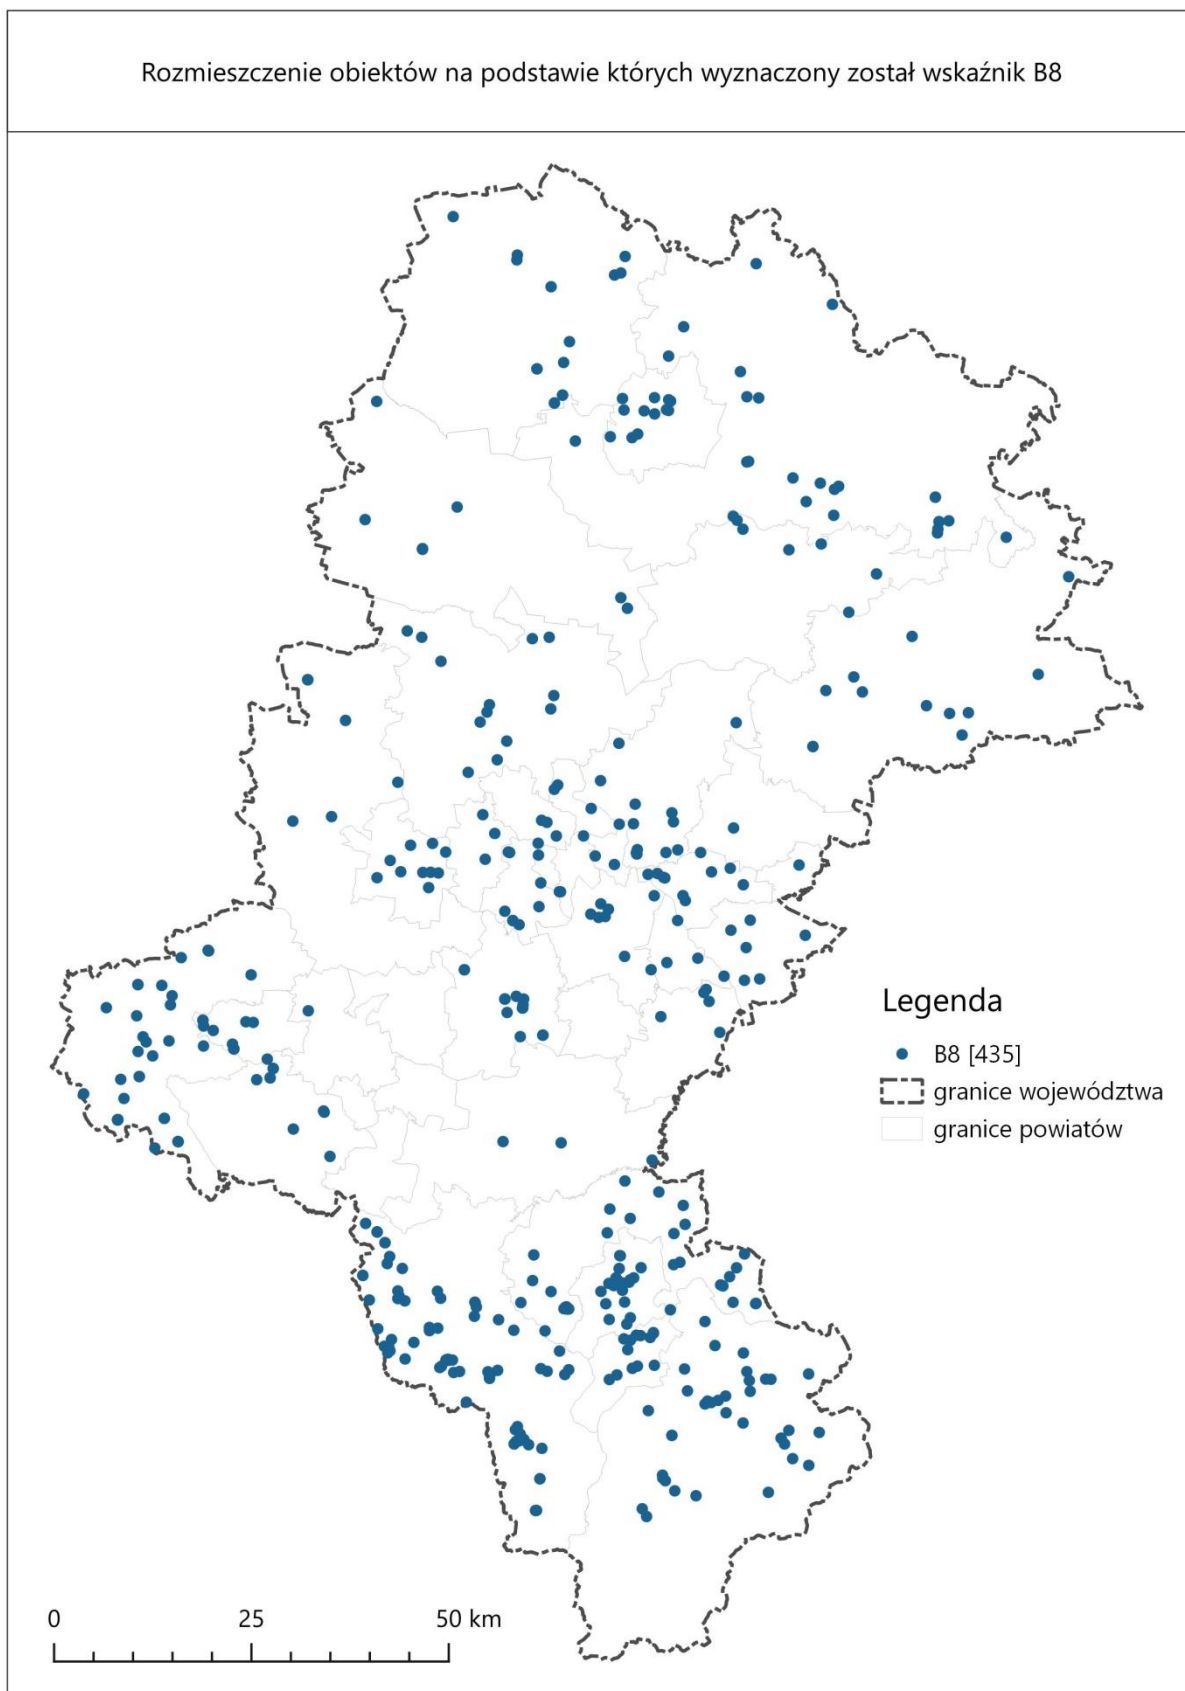 Rozmieszczenie obiektów na podstawie których wyznaczony został wskaźnik B8
Legenda
B8 [435]
granice województwa
granice powiatów
0 25 50 km